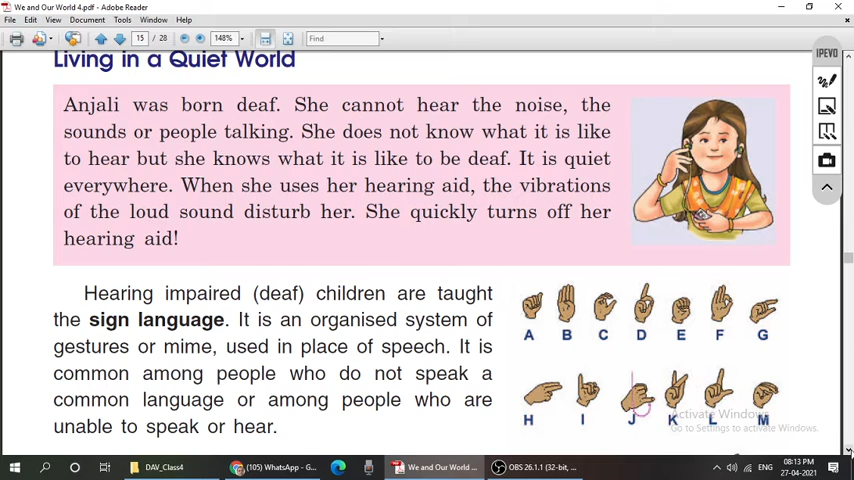 We and Our World 4.pdf - Adobe Reader
File Edit View Document Tools Window Help
15 / 28 148% Find
IPEVO
Living in a Quiet World
Anjali was born deaf. She cannot hear the noise, the
sounds or people talking. She does not know what it is like
to hear but she knows what it is like to be deaf. It is quiet
everywhere. When she uses her hearing aid, the vibrations
of the loud sound disturb her. She quickly turns off her
hearing aid!
Hearing impaired (deaf) children are taught
the sign language. It is an organised system of
gestures or mime, used in place of speech. It is
common among people who do not speak a
common language or among people who are
unable to speak or hear.
A B C D E F G
H I J K L M
Activate Windows
Go to Settings to activate Windows.
DAV_Class4
(105) WhatsApp - G...
We and Our World ...
OBS 26.1.1 (32-bit, ...
ENG
08:13 PM
27-04-2021